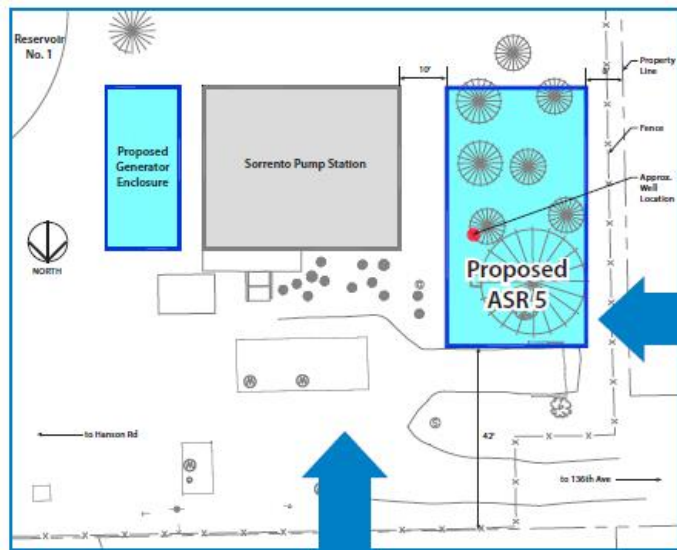 Reservoir
No. 1
10'
Property
Line
Fence
Proposed
Generator
Enclosure
Sorrento Pump Station
Approx.
Well
Location
NORTH
Proposed
ASR 5
to Hanson Rd
42'
to 136th Ave
W
W
W
S